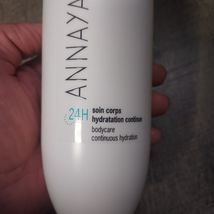 ANNAYA
24H
soin corps
hydratation continue
bodycare
continuous hydration